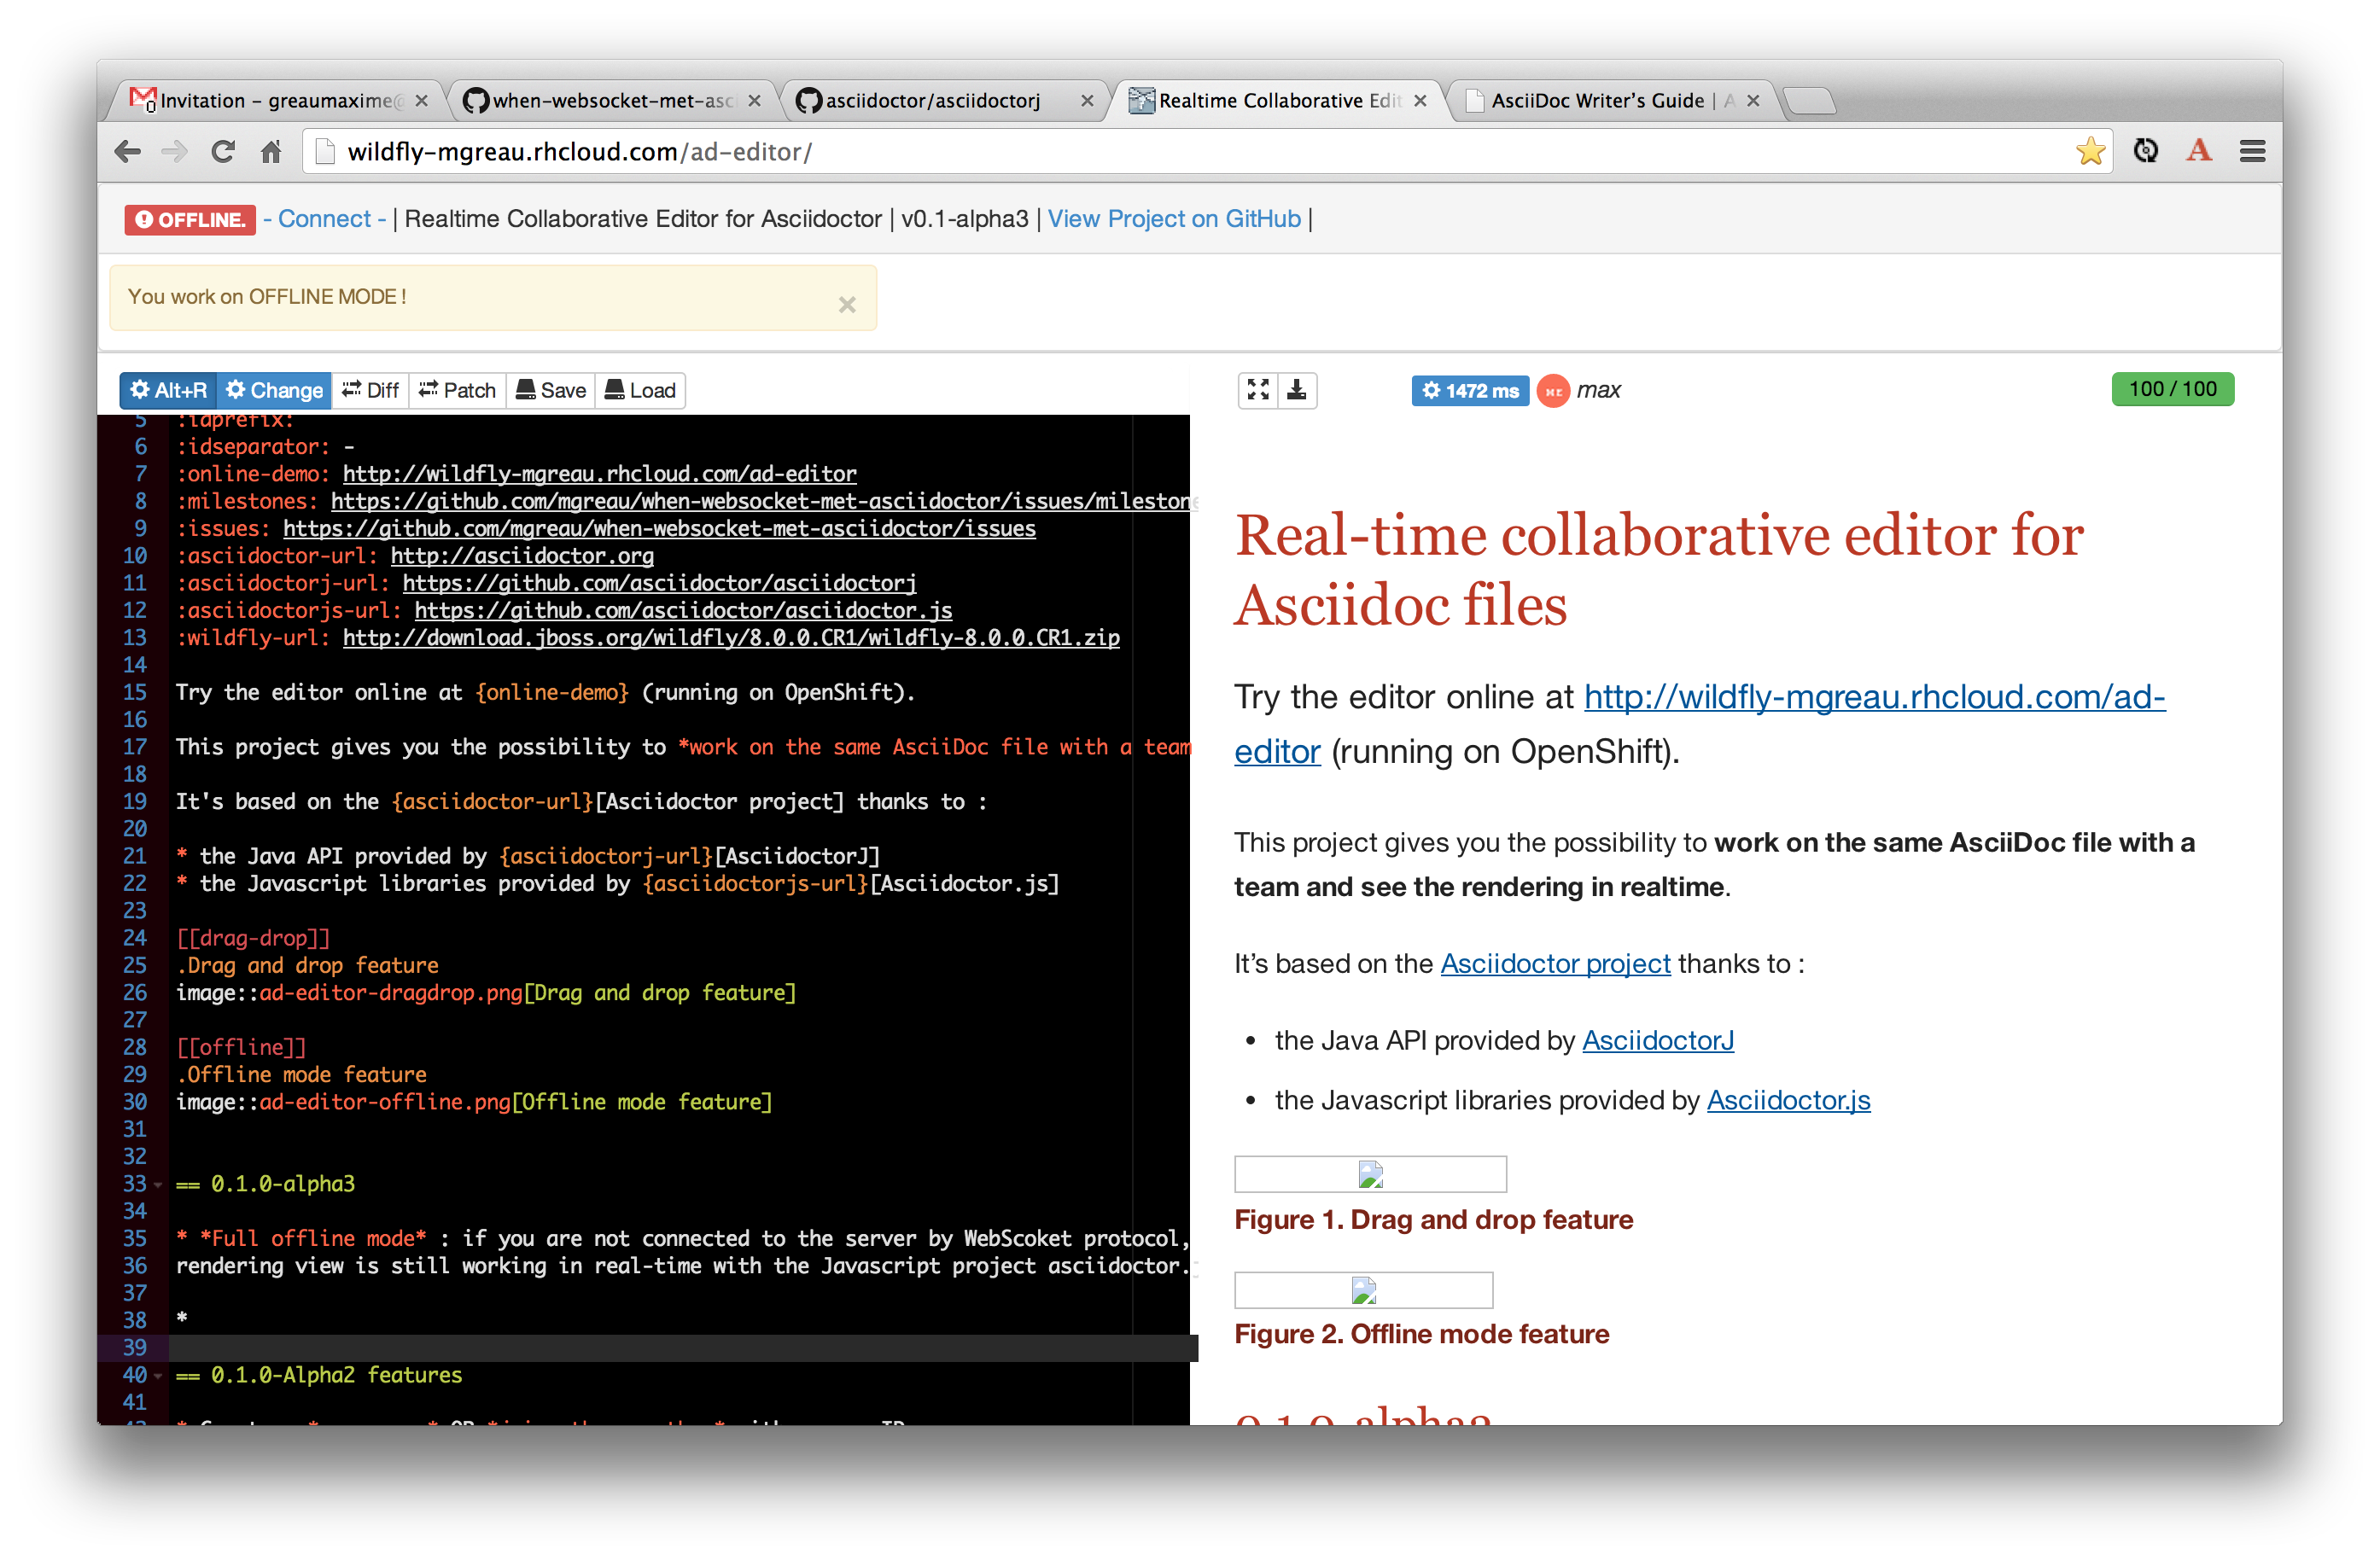 Invitation – greaumaxime@
when-websocket-met-asci
asciidoctor/asciidoctorj
Realtime Collaborative Edit
AsciiDoc Writer's Guide | A
wildfly-mgreau.rhcloud.com/ad-editor/
OFFLINE. - Connect - | Realtime Collaborative Editor for Asciidoctor | v0.1-alpha3 | View Project on GitHub |
You work on OFFLINE MODE !
Alt+R Change Diff Patch Save Load
5 :idprefix:
6 :idseparator: -
7 :online-demo: http://wildfly-mgreau.rhcloud.com/ad-editor
8 :milestones: https://github.com/mgreau/when-websocket-met-asciidoctor/issues/milestone
9 :issues: https://github.com/mgreau/when-websocket-met-asciidoctor/issues
10 :asciidoctor-url: http://asciidoctor.org
11 :asciidoctorj-url: https://github.com/asciidoctor/asciidoctorj
12 :asciidoctorjs-url: https://github.com/asciidoctor/asciidoctor.js
13 :wildfly-url: http://download.jboss.org/wildfly/8.0.0.CR1/wildfly-8.0.0.CR1.zip
14
15 Try the editor online at {online-demo} (running on OpenShift).
16
17 This project gives you the possibility to *work on the same AsciiDoc file with a team
18
19 It's based on the {asciidoctor-url}[Asciidoctor project] thanks to :
20
21 * the Java API provided by {asciidoctorj-url}[AsciidoctorJ]
22 * the Javascript libraries provided by {asciidoctorjs-url}[Asciidoctor.js]
23
24 [[drag-drop]]
25 .Drag and drop feature
26 image::ad-editor-dragdrop.png[Drag and drop feature]
27
28 [[offline]]
29 .Offline mode feature
30 image::ad-editor-offline.png[Offline mode feature]
31
32
33 == 0.1.0-alpha3
34
35 * *Full offline mode* : if you are not connected to the server by WebScoket protocol,
36 rendering view is still working in real-time with the Javascript project asciidoctor.j
37
38 *
39
40 == 0.1.0-Alpha2 features
41
1472 ms max
100 / 100
Real-time collaborative editor for
Asciidoc files
Try the editor online at http://wildfly-mgreau.rhcloud.com/ad-
editor (running on OpenShift).
This project gives you the possibility to work on the same AsciiDoc file with a
team and see the rendering in realtime.
It's based on the Asciidoctor project thanks to :
• the Java API provided by AsciidoctorJ
• the Javascript libraries provided by Asciidoctor.js
Figure 1. Drag and drop feature
Figure 2. Offline mode feature
0.1.0-alpha3